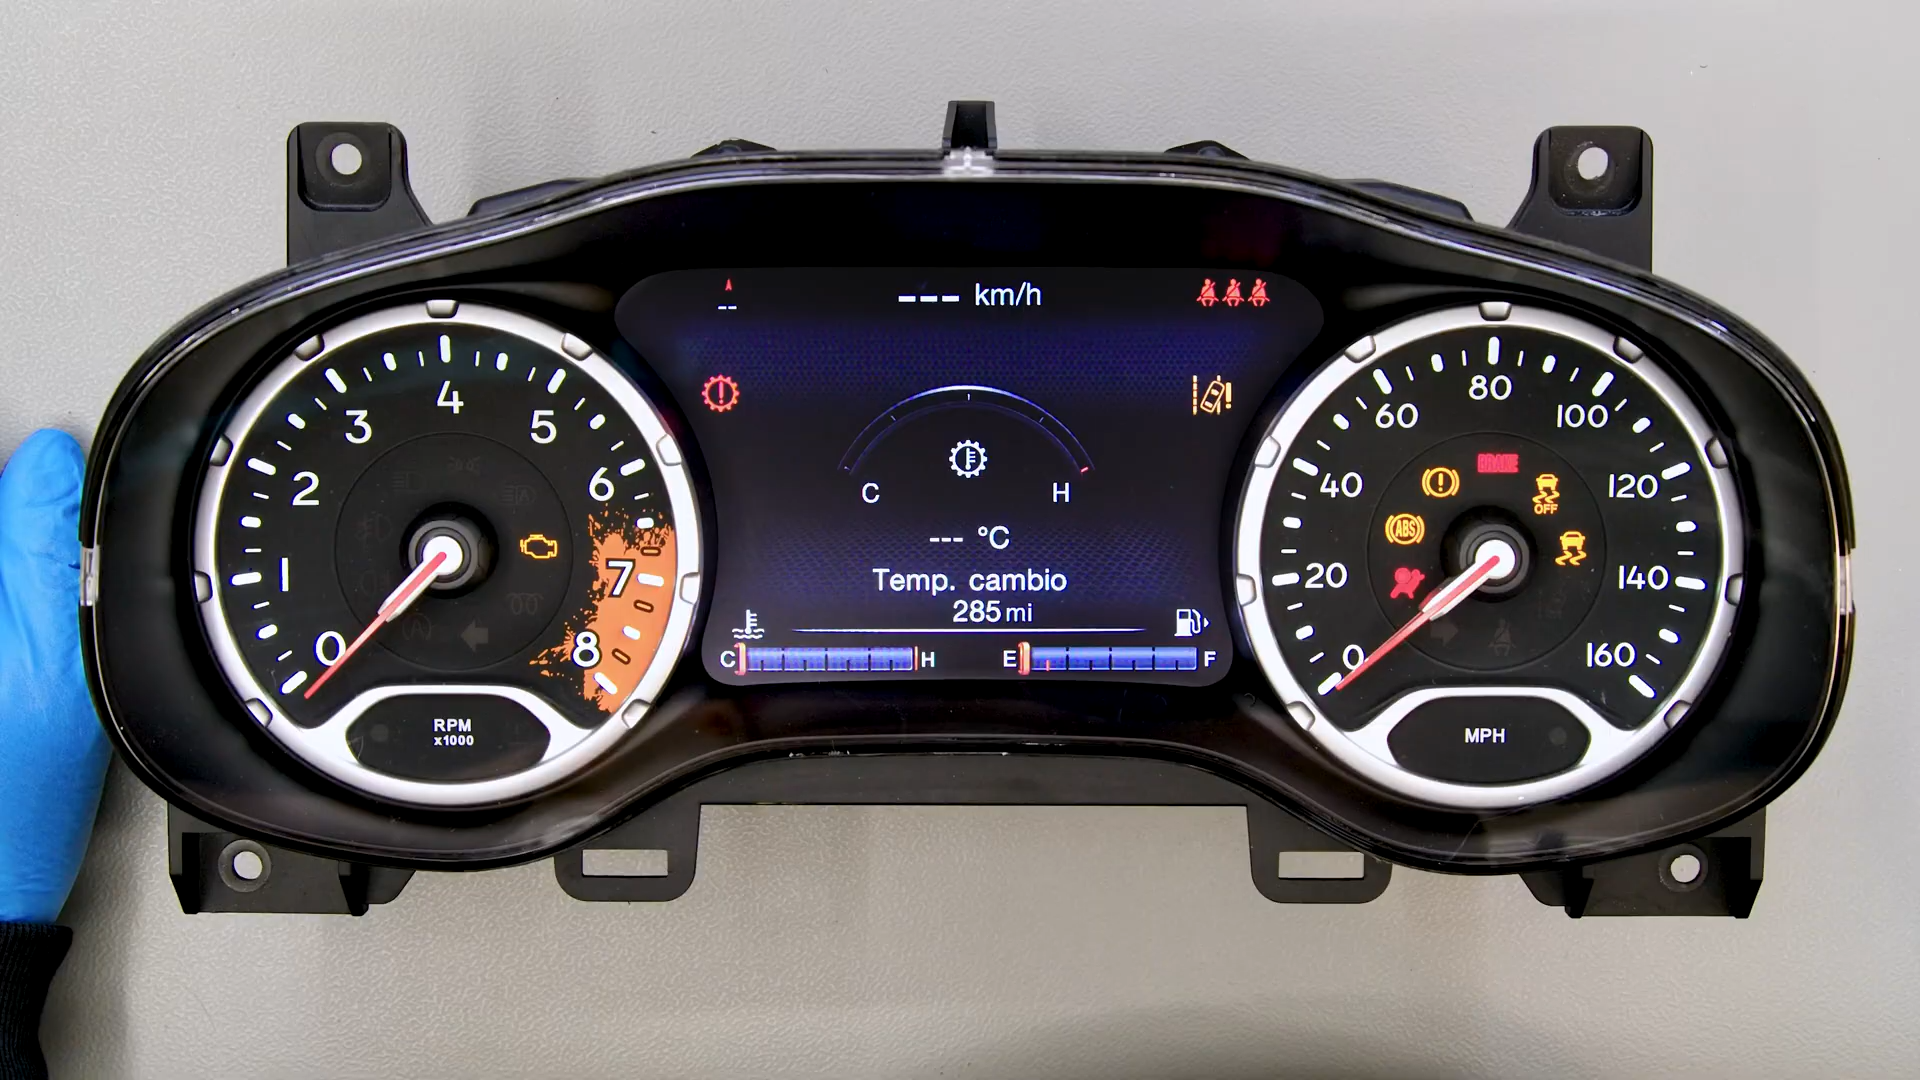 A
-- --- km/h
4
3 5
2 6
1 7
0 8
RPM
x1000
C H
--- °C
Temp. cambio
285 mi
C H E F
80
60 100
40 120
20 140
0 160
BRAKE
OFF
ABS
MPH